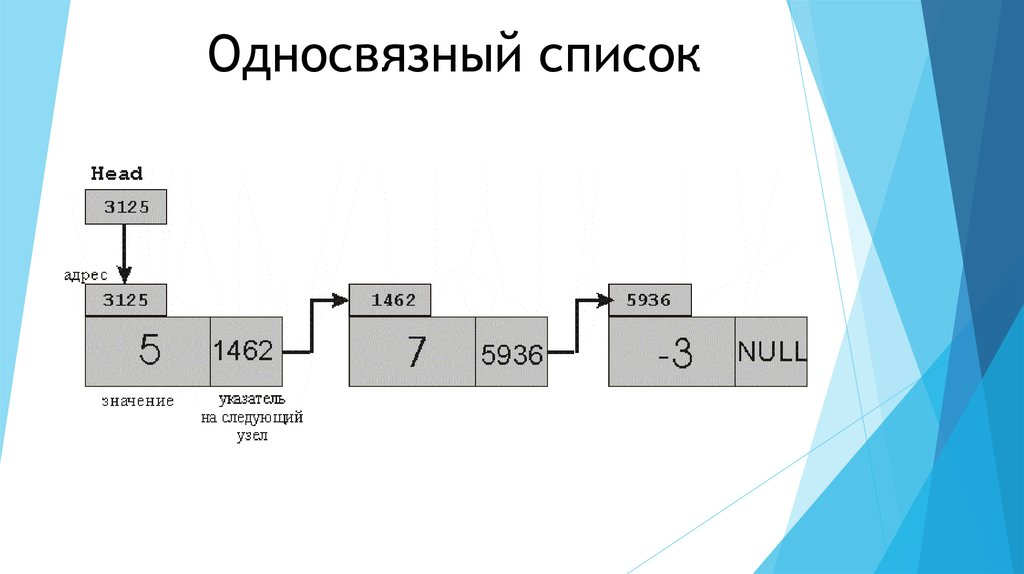 Односвязный список
Head
3125
адрес
3125
1462
5936
5
1462
7
5936
-3
NULL
значение
указатель
на следующий
узел